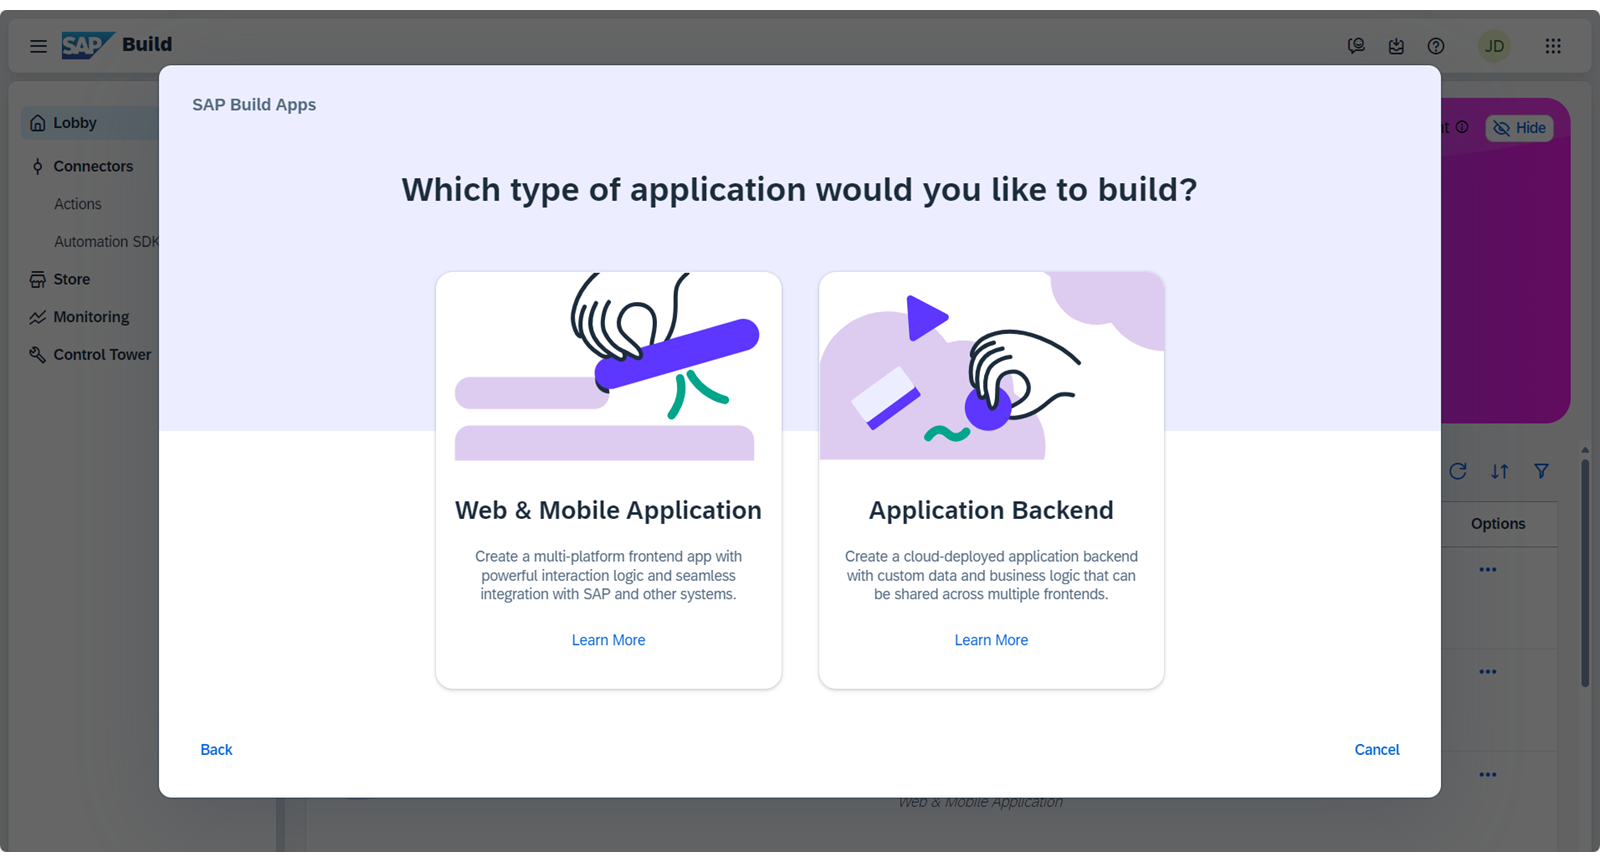 SAP Build
JD
Lobby
Connectors
Actions
Automation SDK
Store
Monitoring
Control Tower
Hide
SAP Build Apps
Which type of application would you like to build?
Web & Mobile Application
Create a multi-platform frontend app with
powerful interaction logic and seamless
integration with SAP and other systems.
Learn More
Application Backend
Create a cloud-deployed application backend
with custom data and business logic that can
be shared across multiple frontends.
Learn More
Options
Back
Cancel
Web & Mobile Application